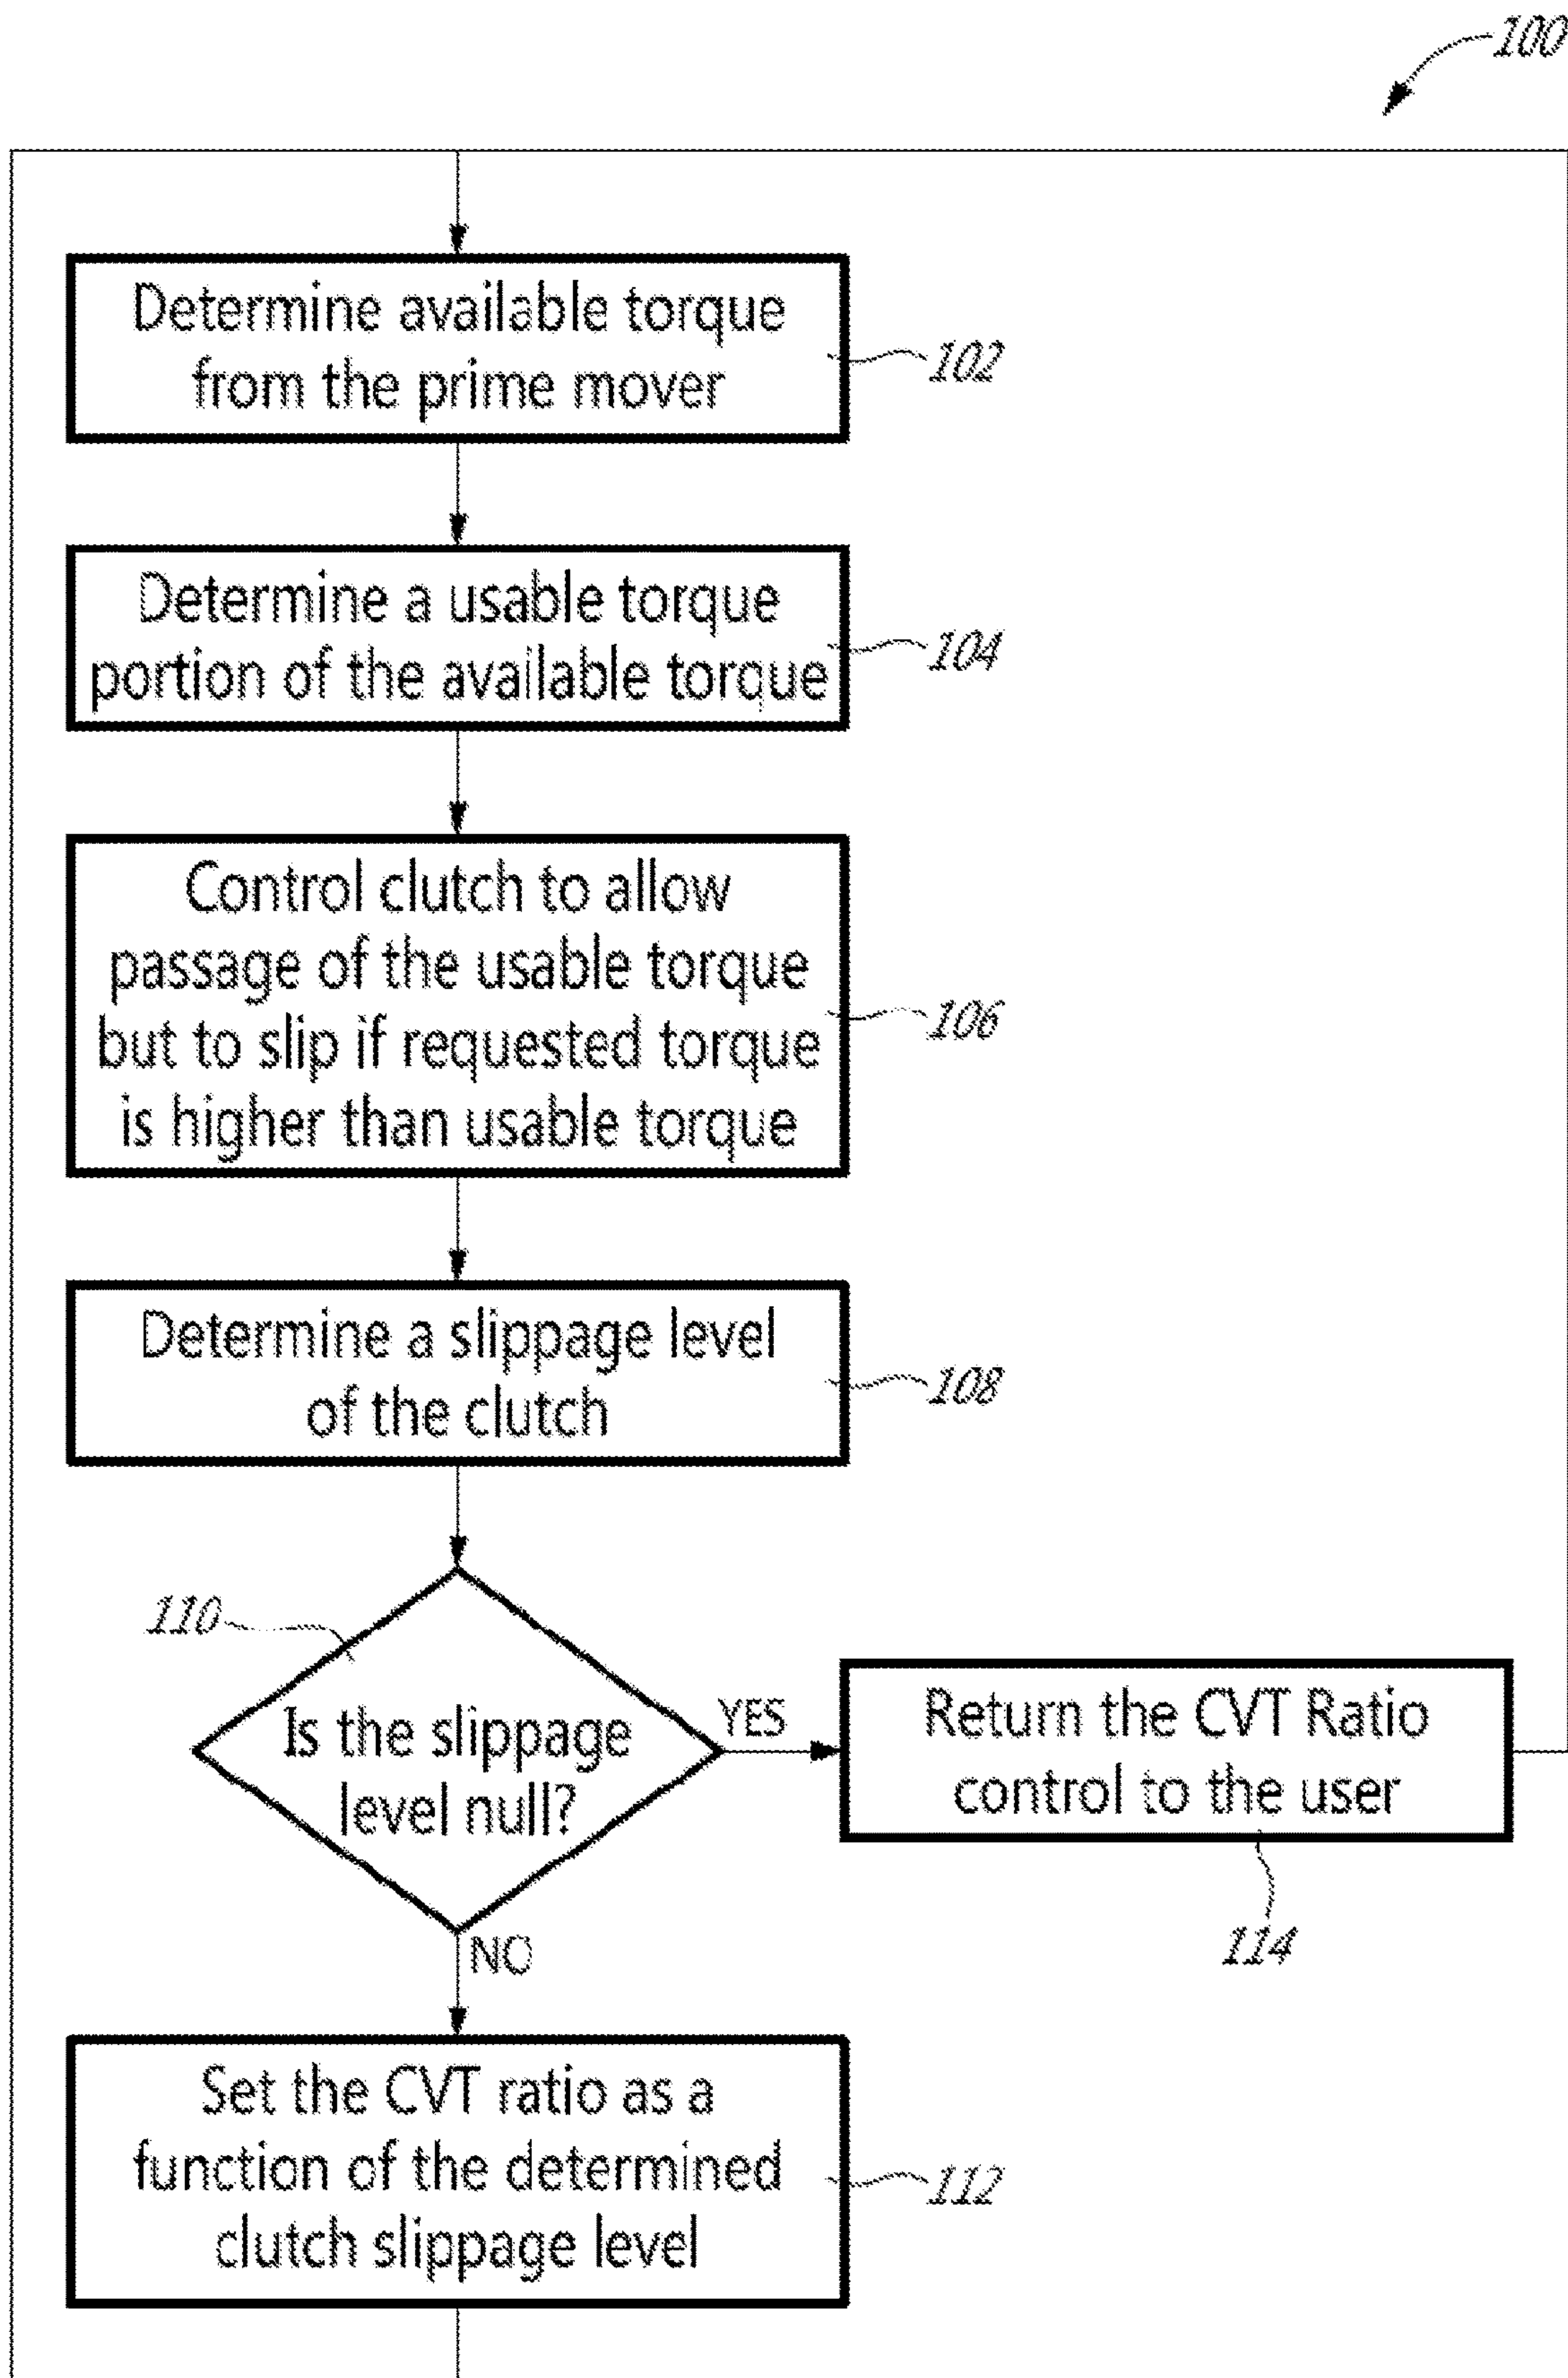 100
Determine available torque
from the prime mover
102
Determine a usable torque
portion of the available torque
104
Control clutch to allow
passage of the usable torque
but to slip if requested torque
is higher than usable torque
106
Determine a slippage level
of the clutch
108
110
Is the slippage
level null?
YES
Return the CVT Ratio
control to the user
114
NO
Set the CVT ratio as a
function of the determined
clutch slippage level
112